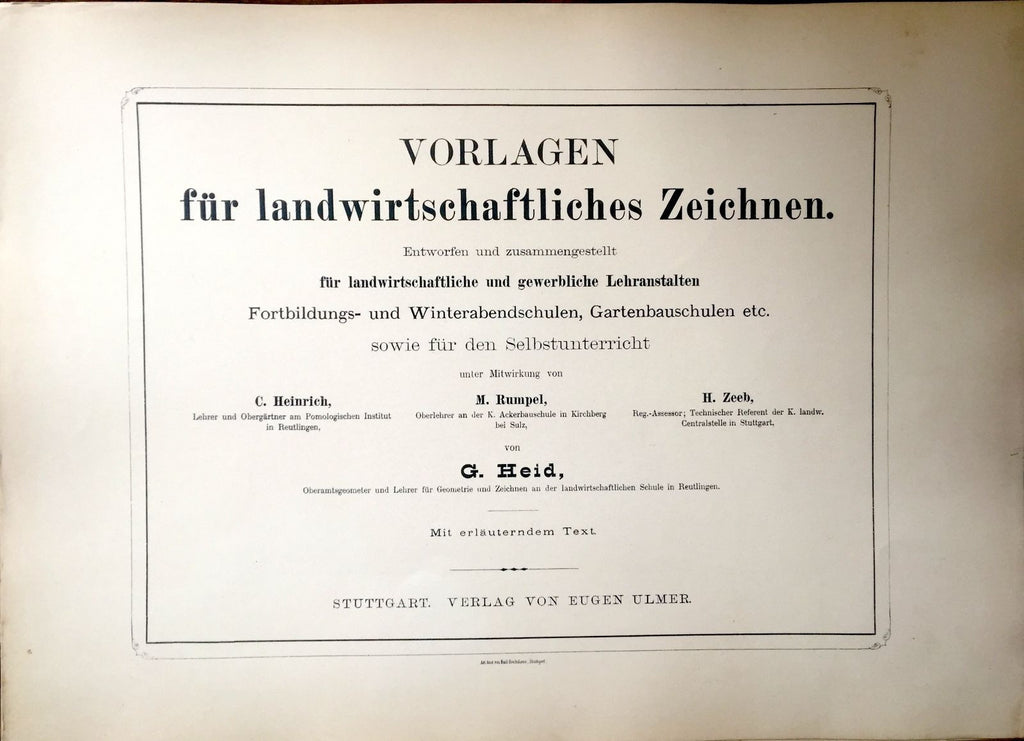 VORLAGEN
für landwirtschaftliches Zeichnen.
Entworfen und zusammengestellt
für landwirtschaftliche und gewerbliche Lehranstalten
Fortbildungs- und Winterabendschulen, Gartenbauschulen etc.
sowie für den Selbstunterricht
unter Mitwirkung von
C. Heinrich,
Lehrer und Obergärtner am Pomologischen Institut
in Reutlingen,
M. Rumpel,
Oberlehrer an der K. Ackerbauschule in Kirchberg
bei Sulz,
H. Zeeb,
Reg.-Assessor; Technischer Referent der K. landw.
Centralstelle in Stuttgart,
von
G. Heid,
Oberamtsgeometer und Lehrer für Geometrie und Zeichnen an der landwirtschaftlichen Schule in Reutlingen.
Mit erläuterndem Text.
STUTTGART. VERLAG VON EUGEN ULMER.